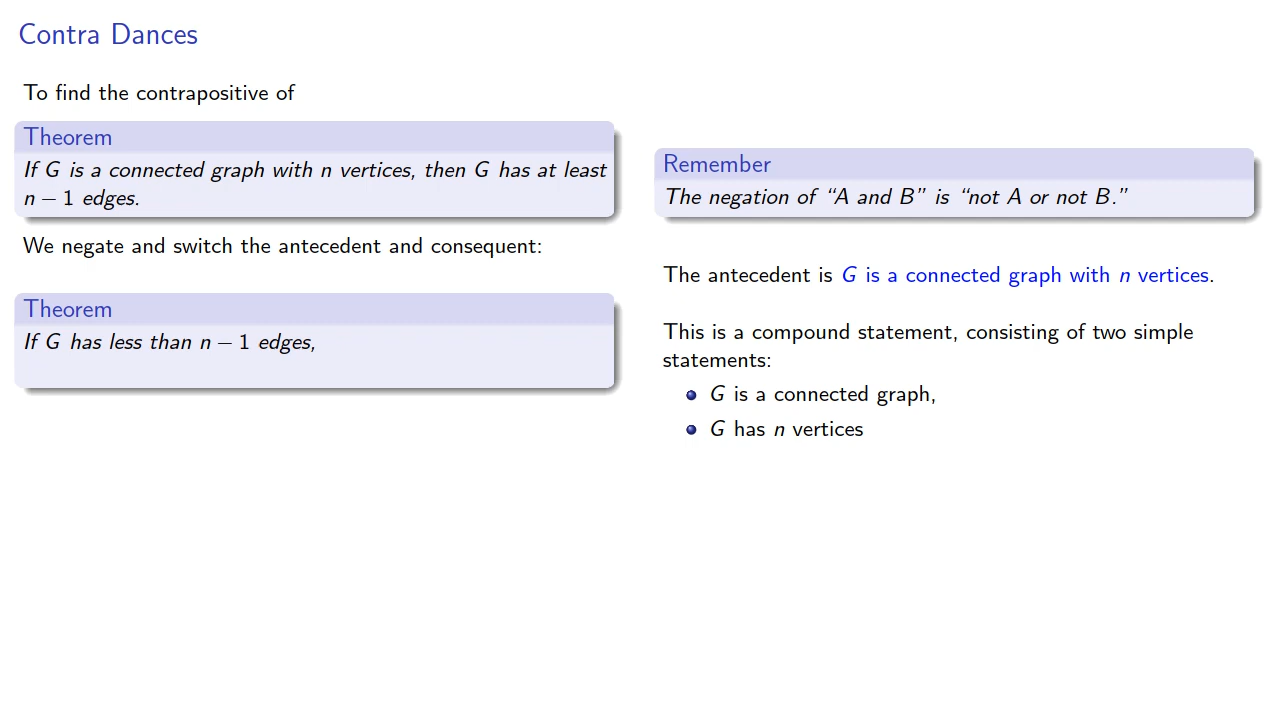 Contra Dances
To find the contrapositive of
Theorem
If G is a connected graph with n vertices, then G has at least
n − 1 edges.
We negate and switch the antecedent and consequent:
Theorem
If G has less than n − 1 edges,
Remember
The negation of “A and B” is “not A or not B.”
The antecedent is G is a connected graph with n vertices.
This is a compound statement, consisting of two simple
statements:
G is a connected graph,
G has n vertices